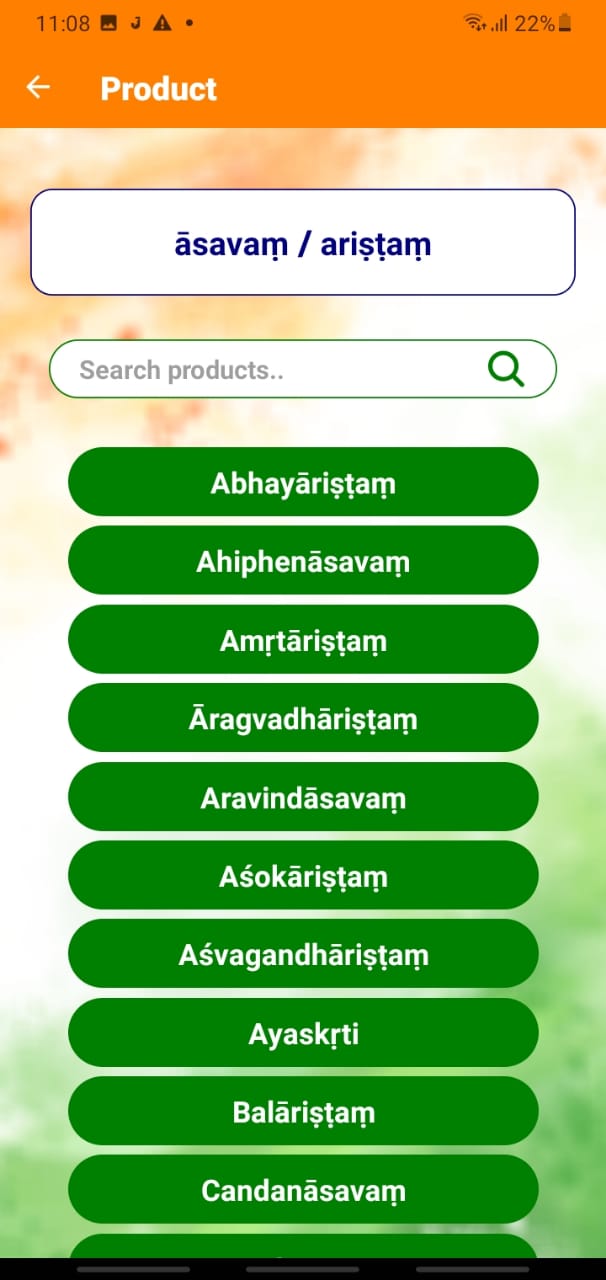 11:08
22%
Product
āsavaṃ / ariṣṭaṃ
Search products..
Abhayāriṣṭaṃ
Ahiphenāsavaṃ
Amṛtāriṣṭaṃ
Āragvadhāriṣṭaṃ
Aravindāsavaṃ
Aśokāriṣṭaṃ
Aśvagandhāriṣṭaṃ
Ayaskṛti
Balāriṣṭaṃ
Candanāsavaṃ